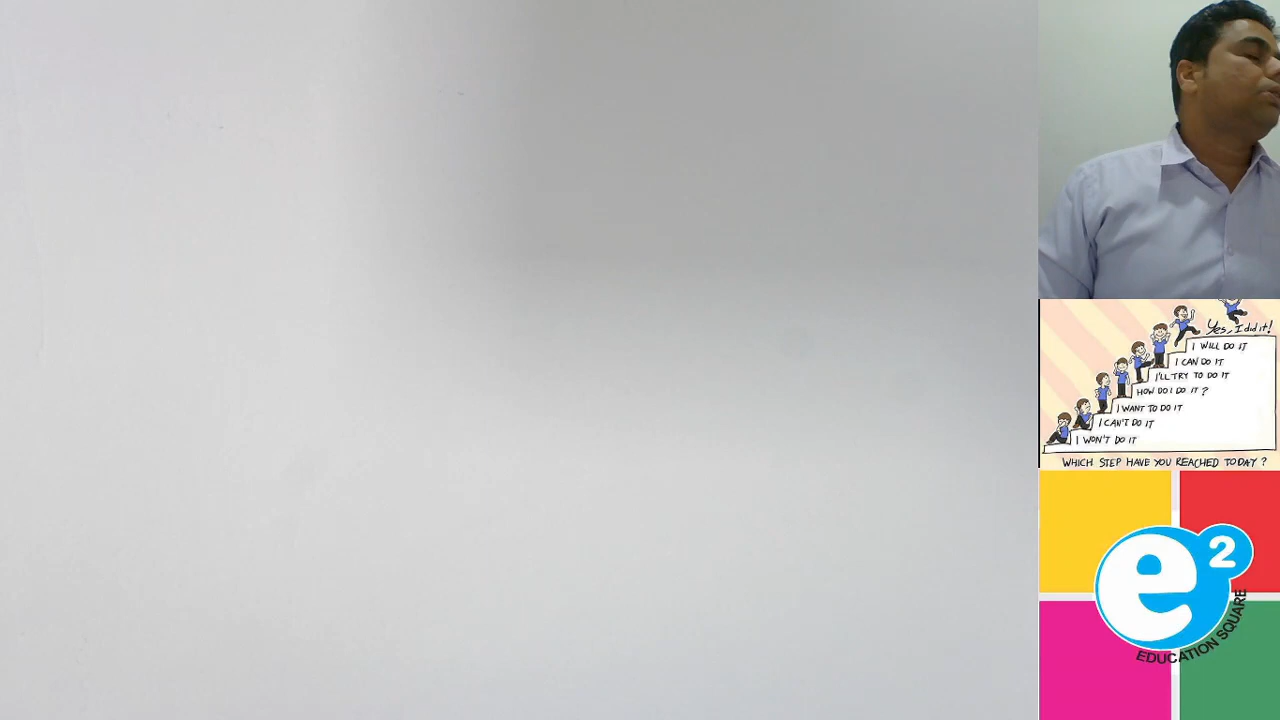 Yes, I did it!
I WILL DO IT
I CAN DO IT
I'LL TRY TO DO IT
HOW DO I DO IT?
I WANT TO DO IT
I CAN'T DO IT
I WON'T DO IT
WHICH STEP HAVE YOU REACHED TODAY?
e²
EDUCATION SQUARE